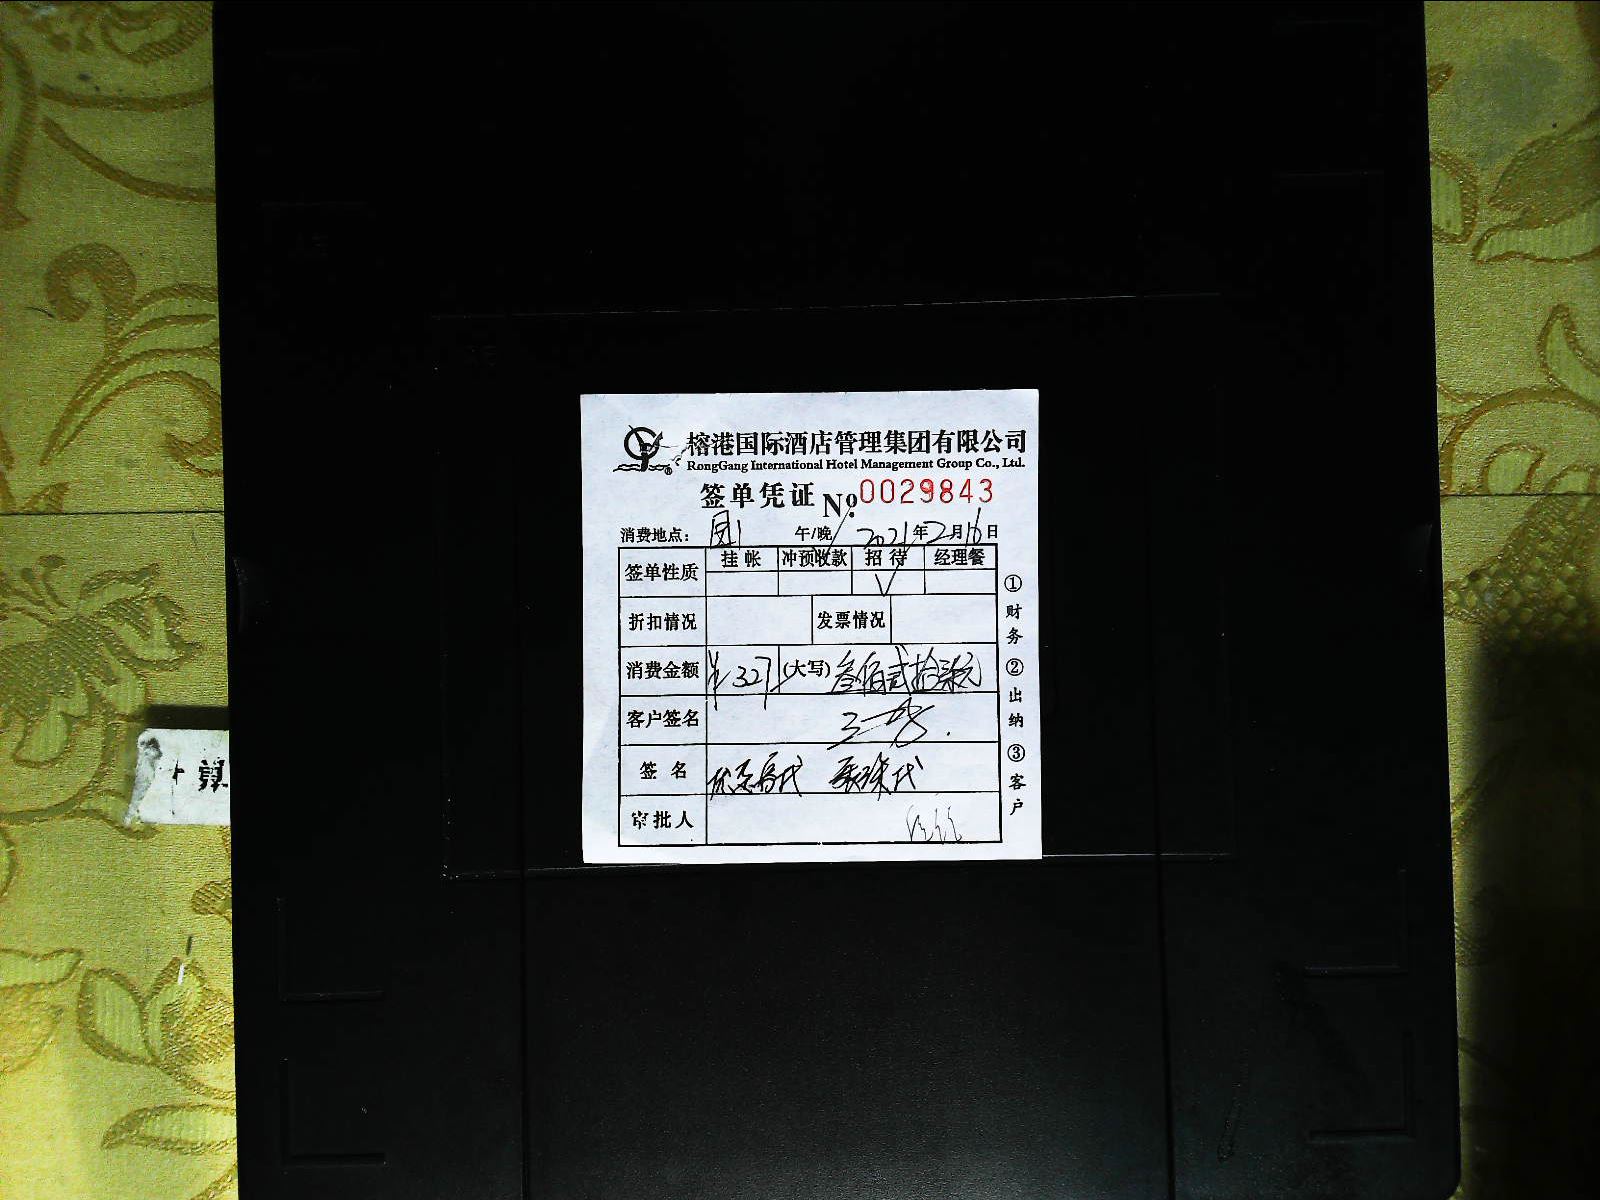 榕港国际酒店管理集团有限公司
RongGang International Hotel Management Group Co., Ltd.
签单凭证 №:0029843
消费地点: 午/晚 2021年2月16日
签单性质 挂帐 冲预收款 招待 经理餐
V
折扣情况 发票情况
消费金额 ¥327 (大写) 叁佰贰拾柒元
客户签名
签名
审批人
①财务 ②出纳 ③客户